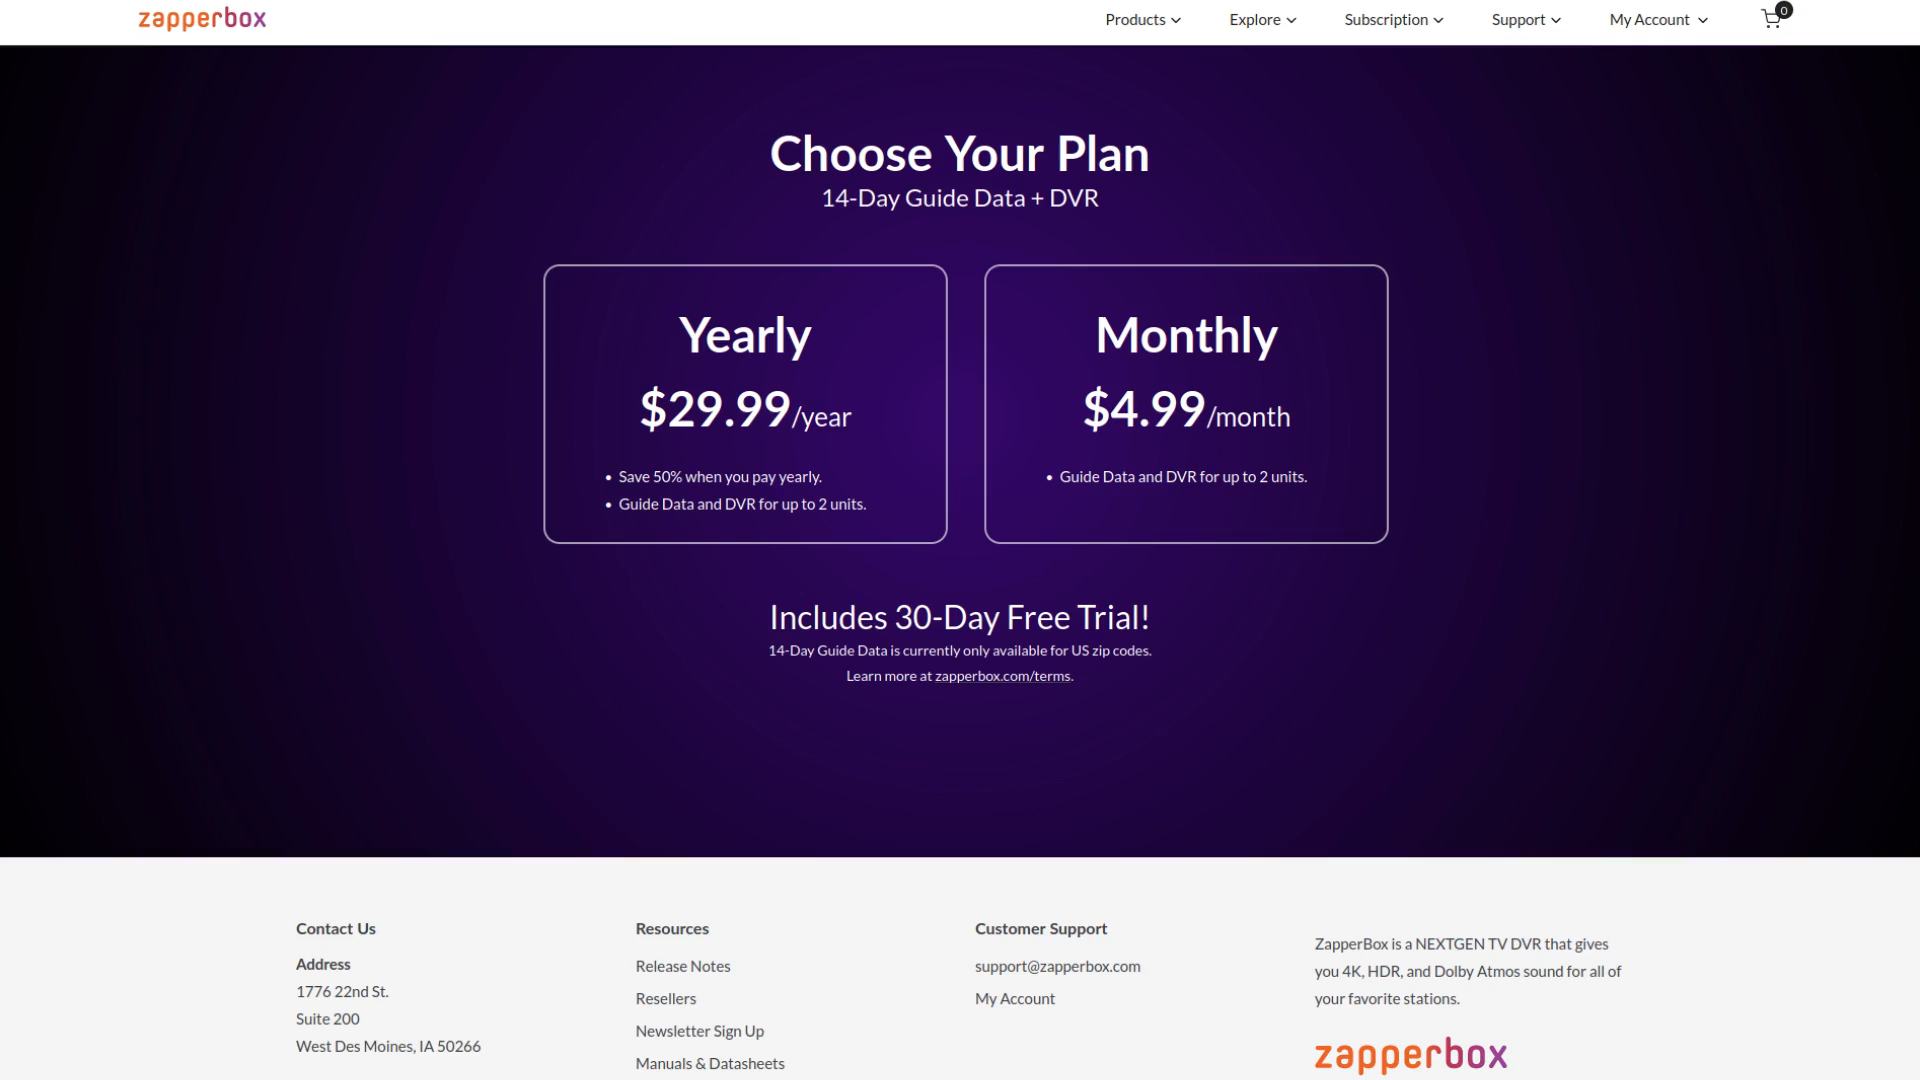 zapperbox
Products
Explore
Subscription
Support
My Account
0
Choose Your Plan
14-Day Guide Data + DVR
Yearly
$29.99/year
• Save 50% when you pay yearly.
• Guide Data and DVR for up to 2 units.
Monthly
$4.99/month
• Guide Data and DVR for up to 2 units.
Includes 30-Day Free Trial!
14-Day Guide Data is currently only available for US zip codes.
Learn more at zapperbox.com/terms.
Contact Us
Address
1776 22nd St.
Suite 200
West Des Moines, IA 50266
Resources
Release Notes
Resellers
Newsletter Sign Up
Manuals & Datasheets
Customer Support
support@zapperbox.com
My Account
ZapperBox is a NEXTGEN TV DVR that gives
you 4K, HDR, and Dolby Atmos sound for all of
your favorite stations.
zapperbox